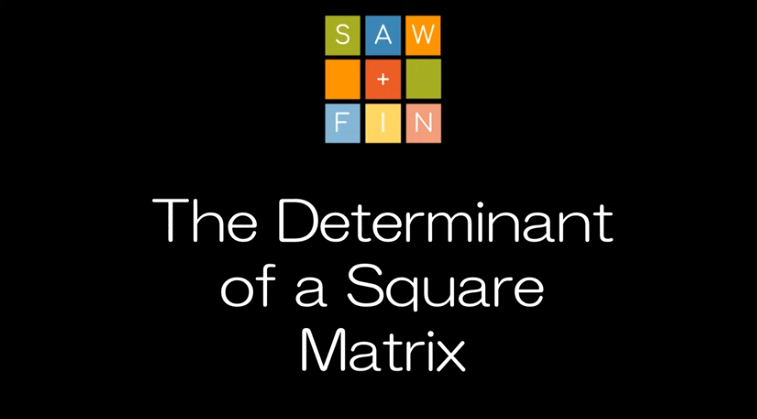 SAW
+
FIN
The Determinant
of a Square
Matrix